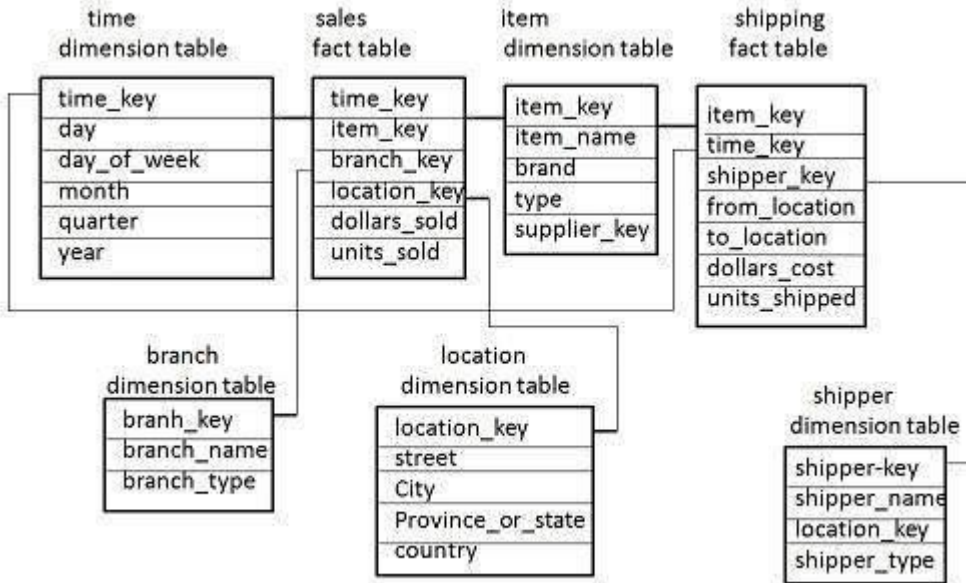 time
dimension table
time_key
day
day_of_week
month
quarter
year
sales
fact table
time_key
item_key
branch_key
location_key
dollars_sold
units_sold
item
dimension table
item_key
item_name
brand
type
supplier_key
shipping
fact table
item_key
time_key
shipper_key
from_location
to_location
dollars_cost
units_shipped
branch
dimension table
branh_key
branch_name
branch_type
location
dimension table
location_key
street
City
Province_or_state
country
shipper
dimension table
shipper-key
shipper_name
location_key
shipper_type